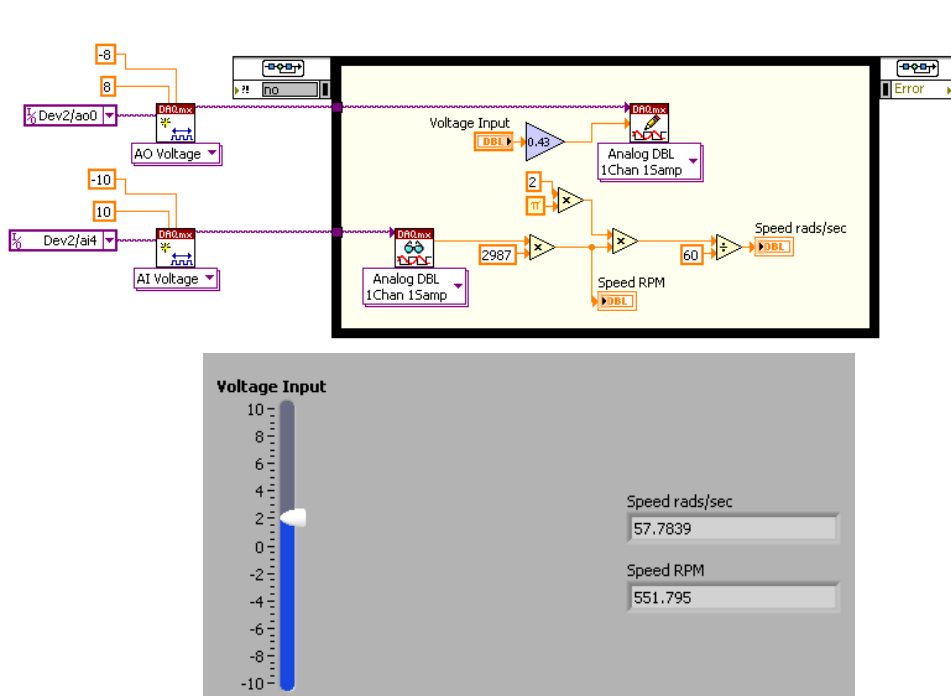 -8
8
Dev2/ao0
DAQmx
AO Voltage
-10
10
Dev2/ai4
DAQmx
AI Voltage
?!
no
Error
Voltage Input
DBL
0.43
DAQmx
Analog DBL
1Chan 1Samp
2
π
DAQmx
Analog DBL
1Chan 1Samp
2987
Speed RPM
DBL
60
Speed rads/sec
DBL
Voltage Input
10
8
6
4
2
0
-2
-4
-6
-8
-10
Speed rads/sec
57.7839
Speed RPM
551.795